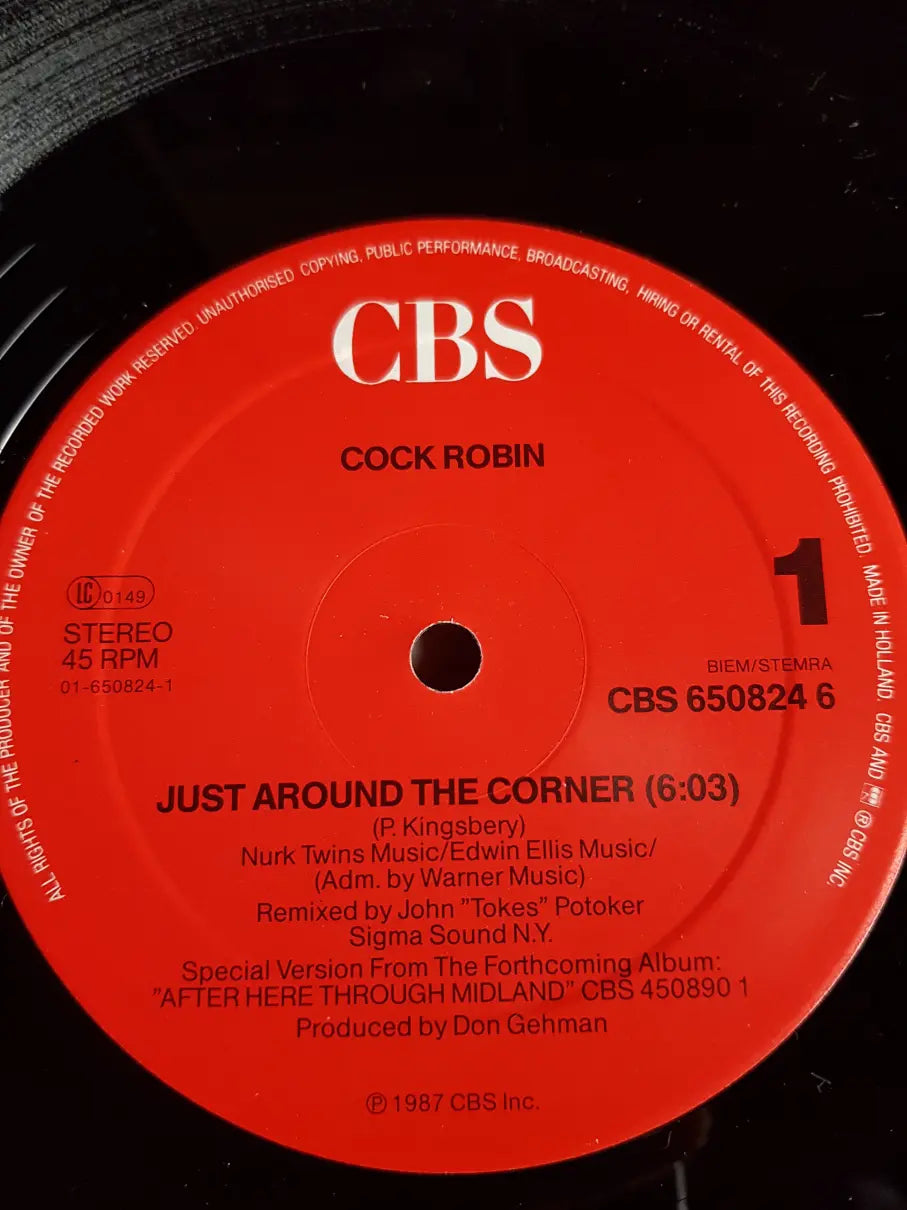 ALL RIGHTS OF THE PRODUCER AND OF THE OWNER OF THE RECORDED WORK RESERVED. UNAUTHORISED COPYING, PUBLIC PERFORMANCE, BROADCASTING, HIRING OR RENTAL OF THIS RECORDING PROHIBITED. MADE IN HOLLAND. CBS AND ® CBS INC.
CBS
COCK ROBIN
1
LC 0149
STEREO
45 RPM
01-650824-1
BIEM/STEMRA
CBS 650824 6
JUST AROUND THE CORNER (6:03)
(P. Kingsbery)
Nurk Twins Music/Edwin Ellis Music/
(Adm. by Warner Music)
Remixed by John "Tokes" Potoker
Sigma Sound N.Y.
Special Version From The Forthcoming Album:
"AFTER HERE THROUGH MIDLAND" CBS 450890 1
Produced by Don Gehman
℗ 1987 CBS Inc.